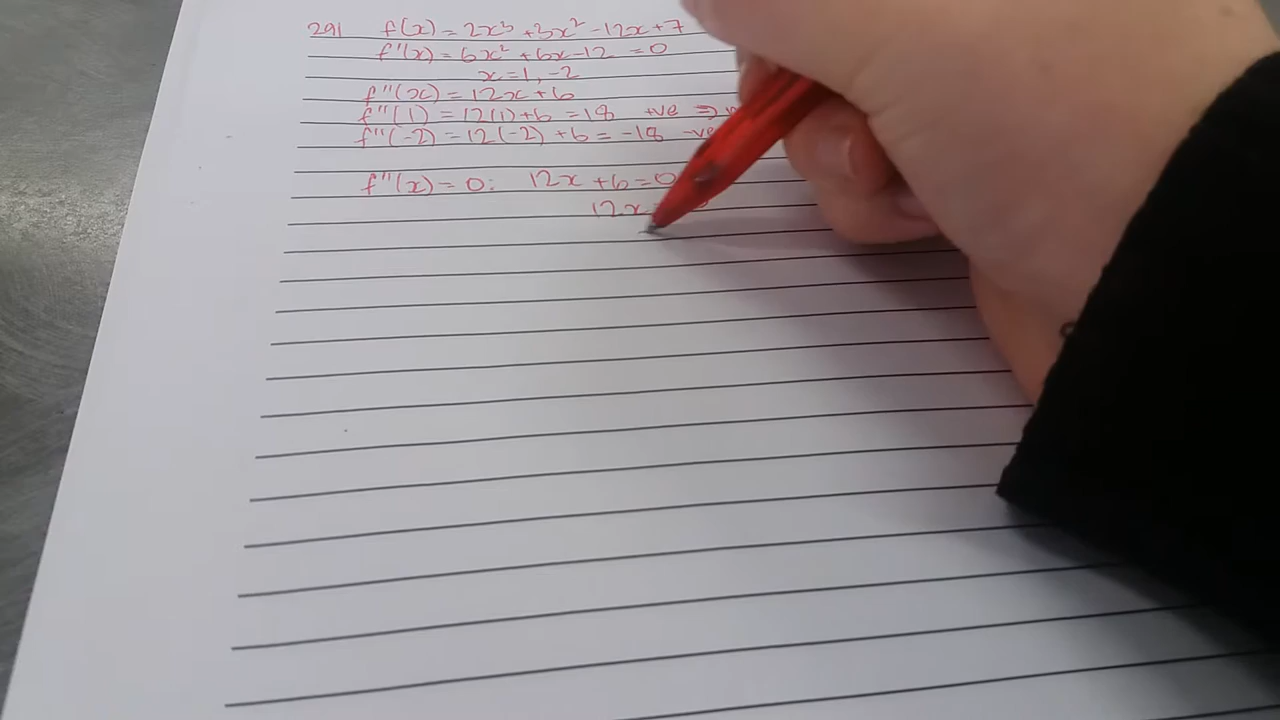 291 f(x) = 2x³ + 3x² - 12x + 7
f'(x) = 6x² + 6x - 12 = 0
x = 1, -2
f''(x) = 12x + 6
f''(1) = 12(1) + 6 = 18 +ve ⇒
f''(-2) = 12(-2) + 6 = -18 -ve
f''(x) = 0: 12x + 6 = 0
12x